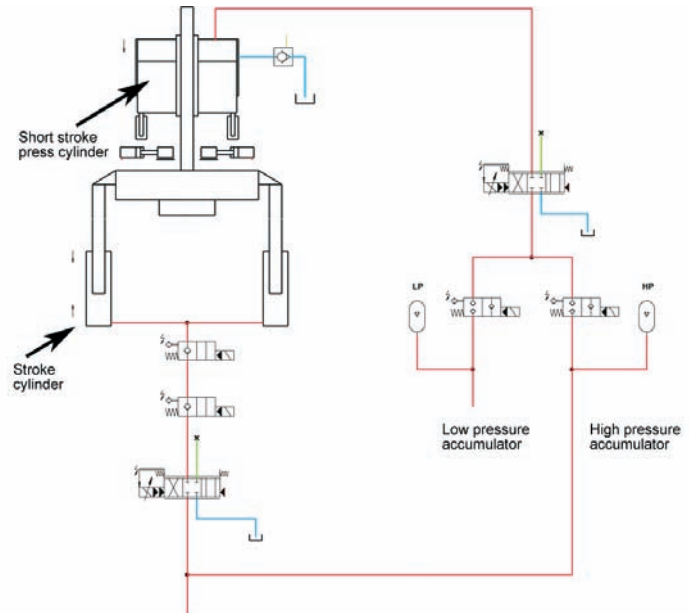 Short stroke
press cylinder
LP
HP
Stroke
cylinder
Low pressure
accumulator
High pressure
accumulator